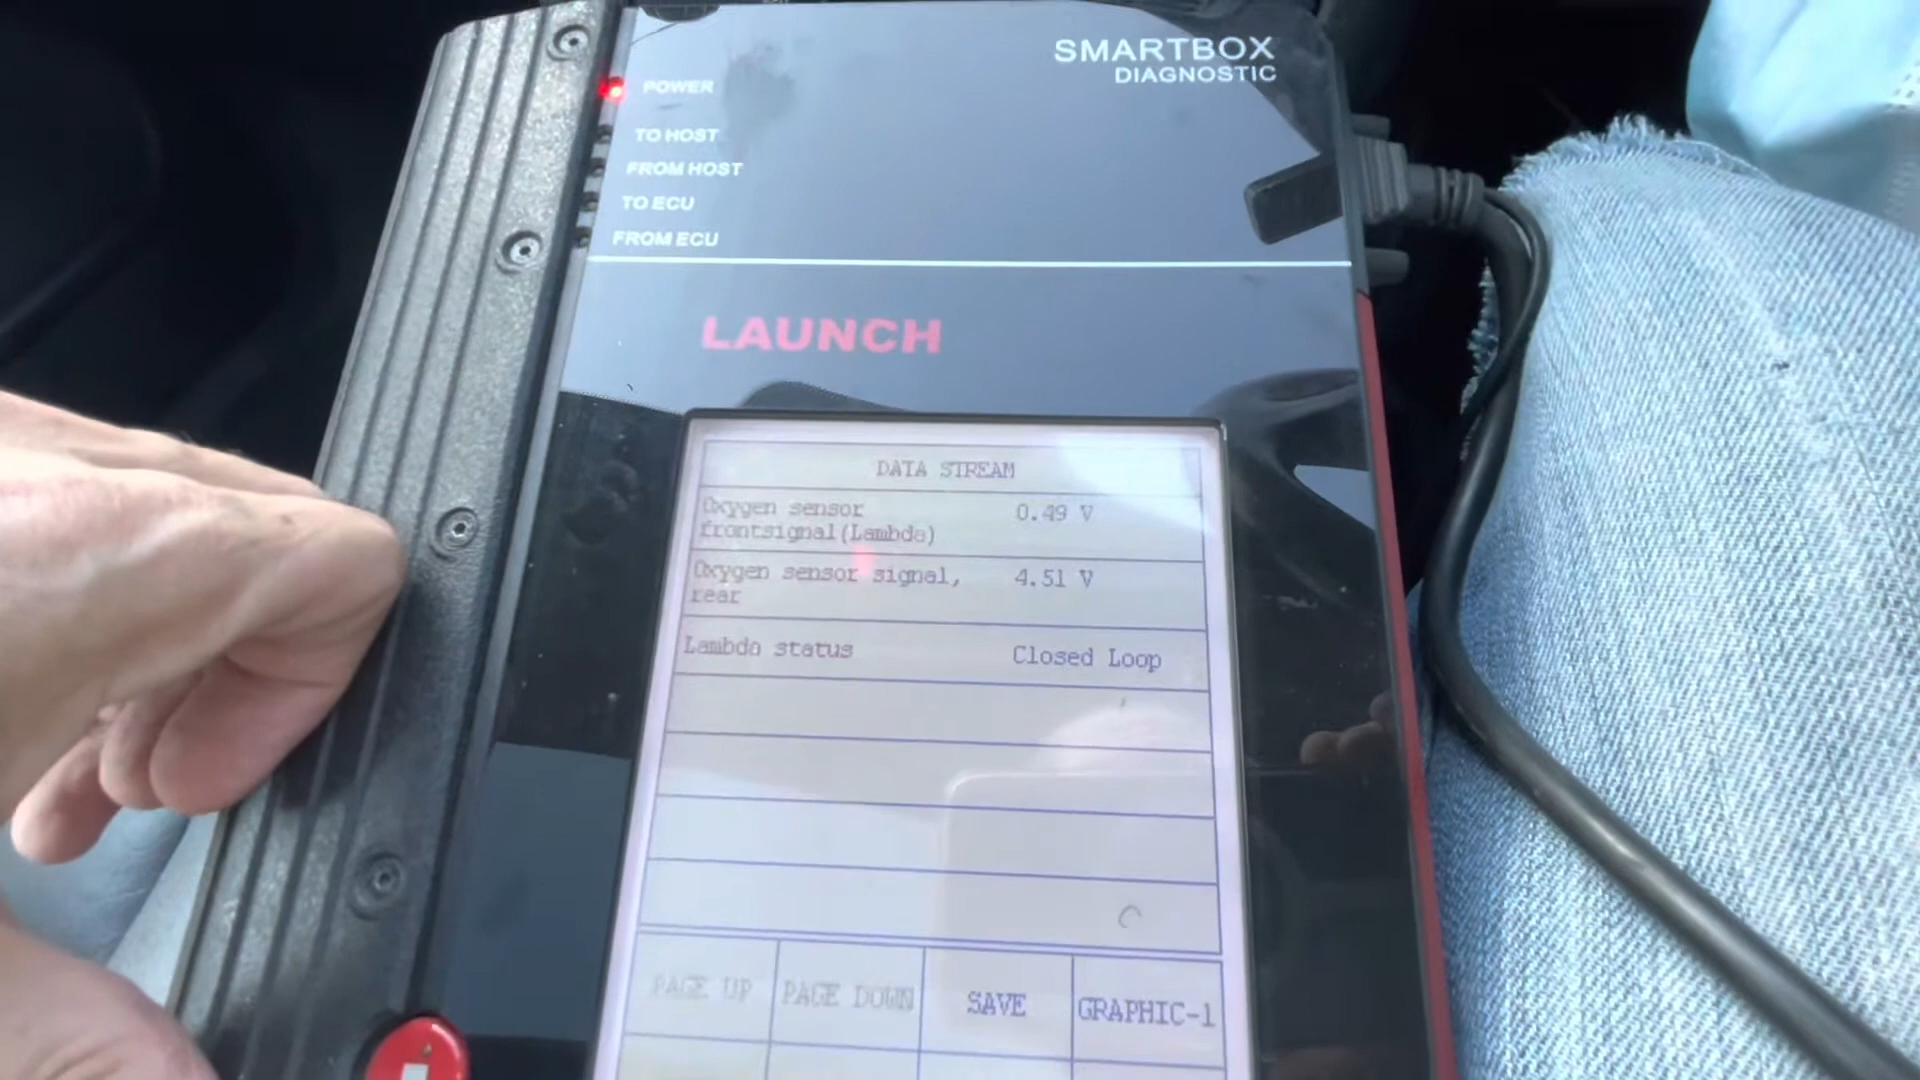 SMARTBOX
DIAGNOSTIC
POWER
TO HOST
FROM HOST
TO ECU
FROM ECU
LAUNCH
DATA STREAM
Oxygen sensor
frontsignal(Lambda)
0.49 V
Oxygen sensor signal,
rear
4.51 V
Lambda status
Closed Loop
PAGE UP
PAGE DOWN
SAVE
GRAPHIC-1